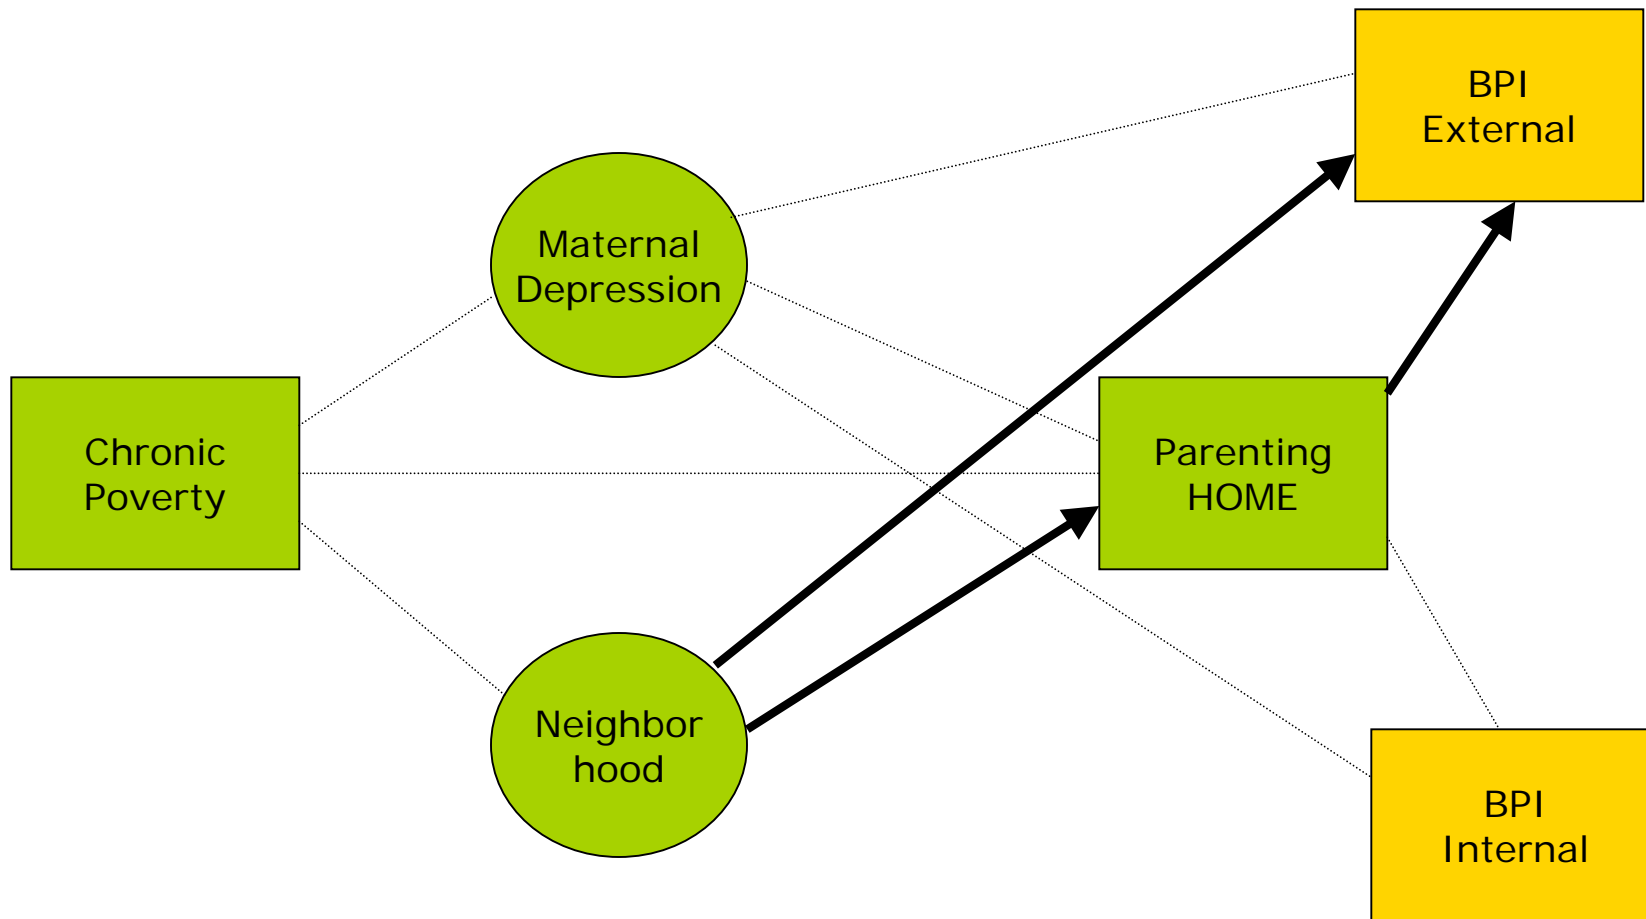 BPI
External
Maternal
Depression
Chronic
Poverty
Parenting
HOME
Neighbor
hood
BPI
Internal